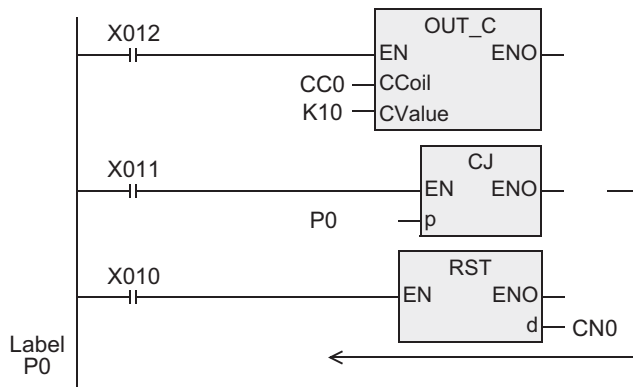 X012
OUT_C
EN ENO
CC0 CCoil
K10 CValue
X011
CJ
EN ENO
P0 p
X010
RST
EN ENO
d CN0
Label
P0